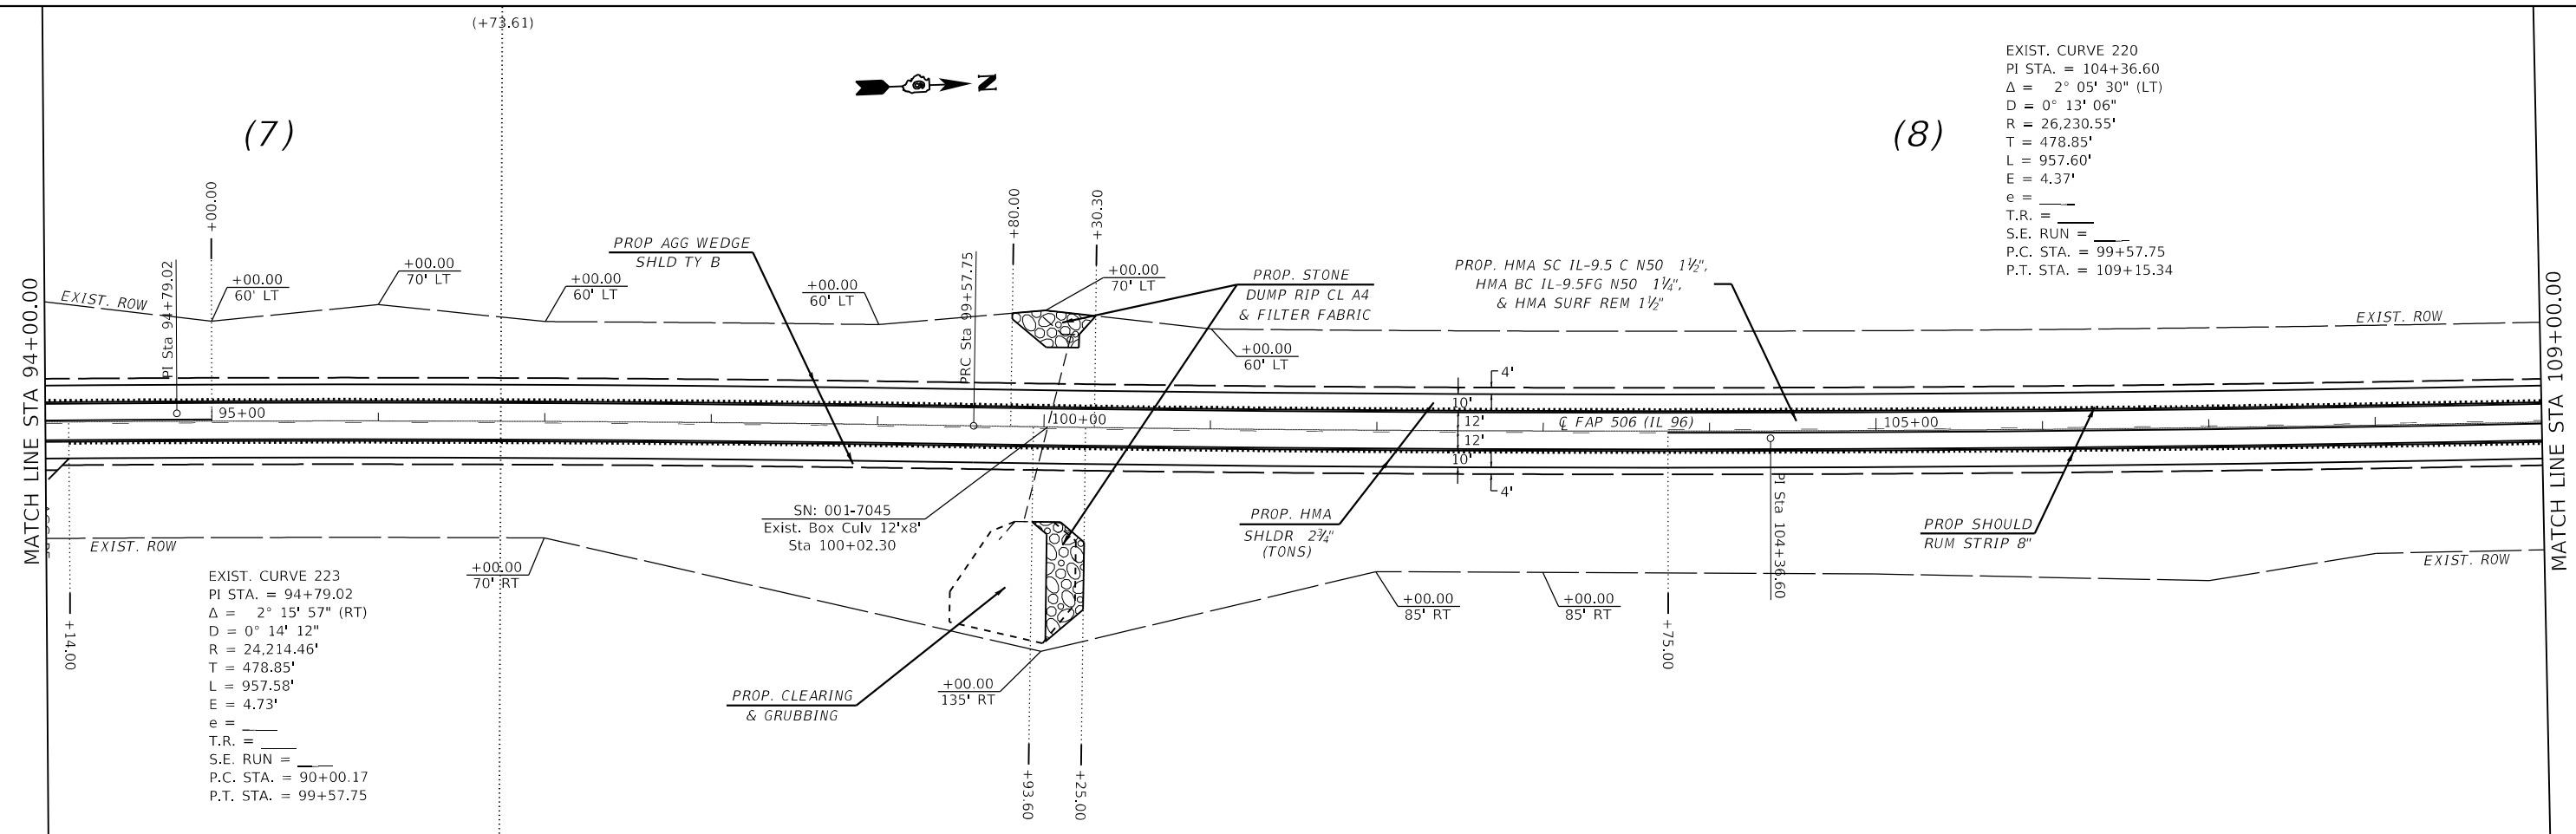 (+73.61)
N
(7)
(8)
EXIST. CURVE 220
PI STA. = 104+36.60
Δ = 2° 05' 30" (LT)
D = 0° 13' 06"
R = 26,230.55'
T = 478.85'
L = 957.60'
E = 4.37'
e = ____
T.R. = ____
S.E. RUN = ____
P.C. STA. = 99+57.75
P.T. STA. = 109+15.34
MATCH LINE STA 94+00.00
EXIST. ROW
PI Sta 94+79.02
+00.00
+00.00
60' LT
+00.00
70' LT
+00.00
60' LT
PROP AGG WEDGE
SHLD TY B
+00.00
60' LT
PRC Sta 99+57.75
+80.00
+30.30
+00.00
70' LT
PROP. STONE
DUMP RIP CL A4
& FILTER FABRIC
+00.00
60' LT
PROP. HMA SC IL-9.5 C N50 1½",
HMA BC IL-9.5FG N50 1¼",
& HMA SURF REM 1½"
EXIST. ROW
MATCH LINE STA 109+00.00
95+00
100+00
4'
10'
12'
12'
10'
4'
℄ FAP 506 (IL 96)
105+00
SN: 001-7045
Exist. Box Culv 12'x8'
Sta 100+02.30
PROP. HMA
SHLDR 2¾"
(TONS)
PROP SHOULD
RUM STRIP 8"
PI Sta 104+36.60
EXIST. ROW
+14.00
+00.00
70' RT
+00.00
135' RT
+00.00
85' RT
+00.00
85' RT
+75.00
EXIST. ROW
PROP. CLEARING
& GRUBBING
+93.60
+25.00
EXIST. CURVE 223
PI STA. = 94+79.02
Δ = 2° 15' 57" (RT)
D = 0° 14' 12"
R = 24,214.46'
T = 478.85'
L = 957.58'
E = 4.73'
e = ____
T.R. = ____
S.E. RUN = ____
P.C. STA. = 90+00.17
P.T. STA. = 99+57.75